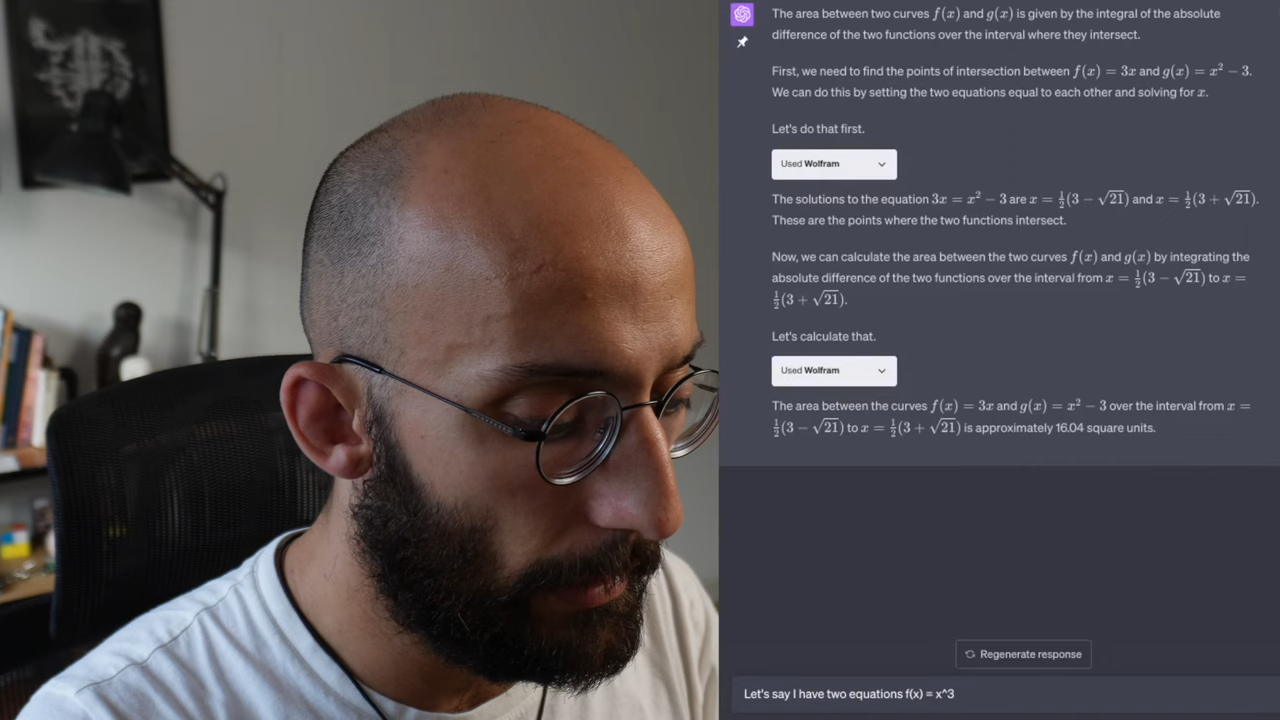 The area between two curves f(x) and g(x) is given by the integral of the absolute
difference of the two functions over the interval where they intersect.
First, we need to find the points of intersection between f(x) = 3x and g(x) = x² − 3.
We can do this by setting the two equations equal to each other and solving for x.
Let's do that first.
Used Wolfram
The solutions to the equation 3x = x² − 3 are x = ½(3 − √21) and x = ½(3 + √21).
These are the points where the two functions intersect.
Now, we can calculate the area between the two curves f(x) and g(x) by integrating the
absolute difference of the two functions over the interval from x = ½(3 − √21) to x =
½(3 + √21).
Let's calculate that.
Used Wolfram
The area between the curves f(x) = 3x and g(x) = x² − 3 over the interval from x =
½(3 − √21) to x = ½(3 + √21) is approximately 16.04 square units.
Regenerate response
Let's say I have two equations f(x) = x^3